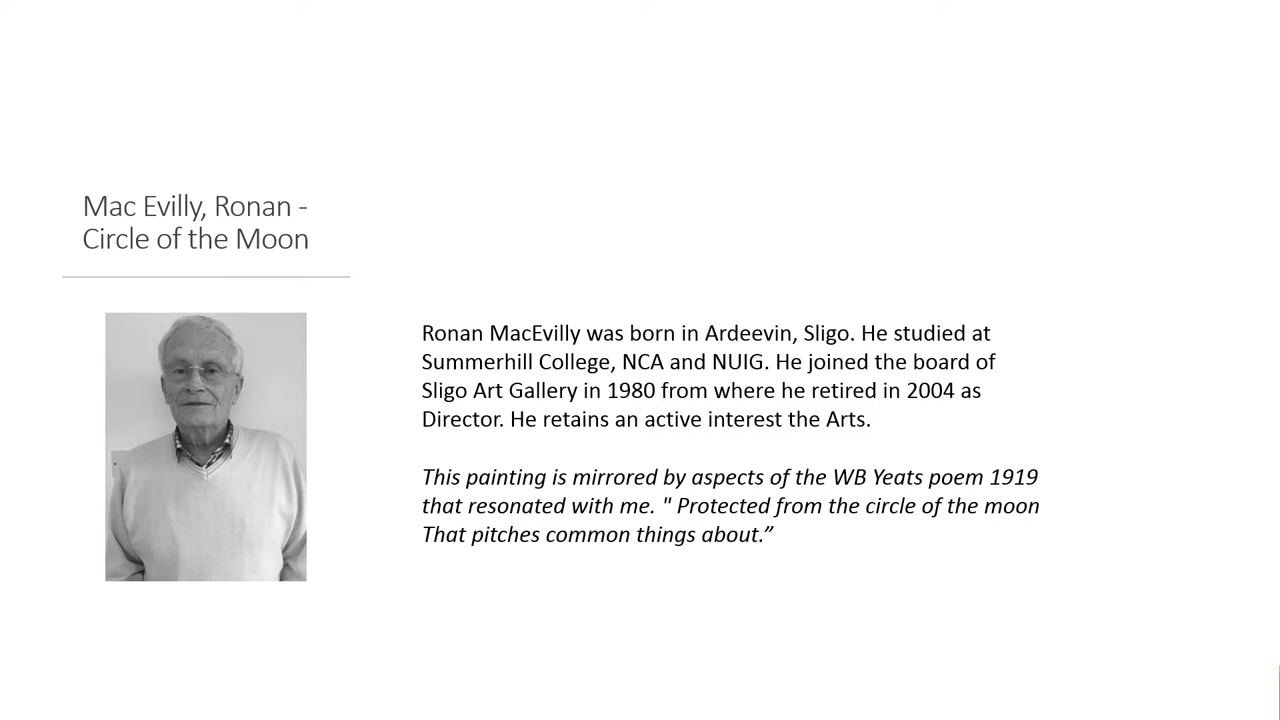 Mac Evilly, Ronan -
Circle of the Moon
Ronan MacEvilly was born in Ardeevin, Sligo. He studied at
Summerhill College, NCA and NUIG. He joined the board of
Sligo Art Gallery in 1980 from where he retired in 2004 as
Director. He retains an active interest the Arts.
This painting is mirrored by aspects of the WB Yeats poem 1919
that resonated with me. " Protected from the circle of the moon
That pitches common things about.”